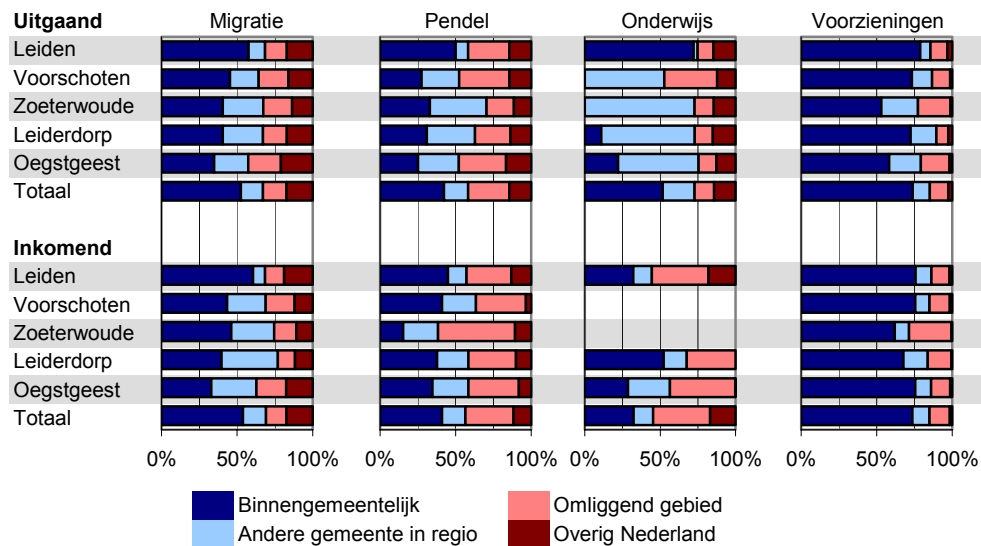 Uitgaand Migratie Pendel Onderwijs Voorzieningen
Leiden
Voorschoten
Zoeterwoude
Leiderdorp
Oegstgeest
Totaal
Inkomend
Leiden
Voorschoten
Zoeterwoude
Leiderdorp
Oegstgeest
Totaal
0% 50% 100% 0% 50% 100% 0% 50% 100% 0% 50% 100%
Binnengemeentelijk Omliggend gebied
Andere gemeente in regio Overig Nederland